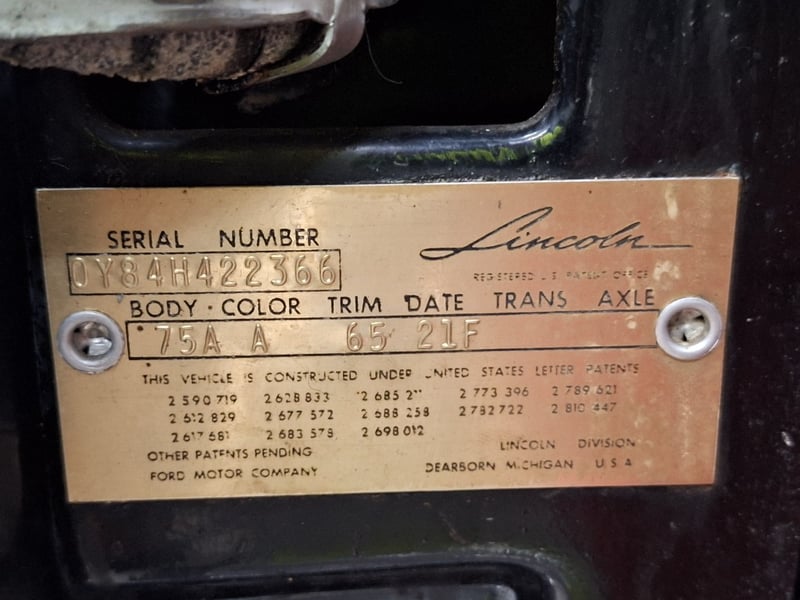 SERIAL NUMBER
Lincoln
0Y84H422366
REGISTERED U.S. PATENT OFFICE
BODY · COLOR TRIM DATE TRANS AXLE
75A A 65 21F
THIS VEHICLE IS CONSTRUCTED UNDER UNITED STATES LETTER PATENTS
2 590 719 2 628 833 2 685 2 2 773 396 2 789 621
2 612 829 2 677 572 2 688 258 2 782 722 2 810 447
2 617 681 2 683 578 2 698 012
OTHER PATENTS PENDING
LINCOLN DIVISION
FORD MOTOR COMPANY
DEARBORN MICHIGAN U.S.A